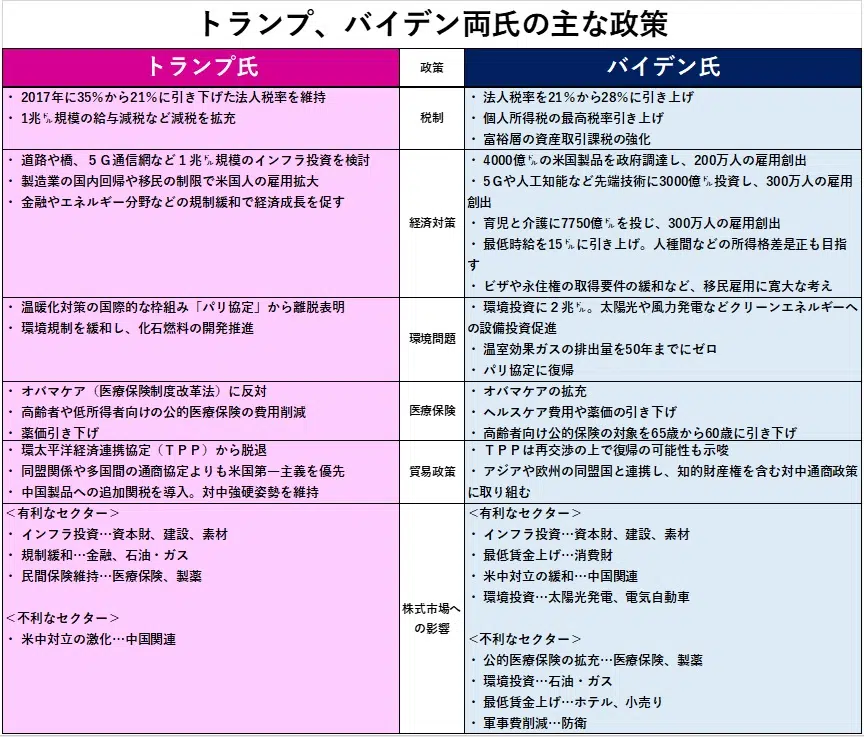 トランプ、バイデン両氏の主な政策
トランプ氏
政策
バイデン氏
・ 2017年に35%から21%に引き下げた法人税率を維持
・ 1兆㌦規模の給与減税など減税を拡充
税制
・ 法人税率を21%から28%に引き上げ
・ 個人所得税の最高税率引き上げ
・ 富裕層の資産取引課税の強化
・ 道路や橋、５Ｇ通信網など１兆㌦規模のインフラ投資を検討
・ 製造業の国内回帰や移民の制限で米国人の雇用拡大
・ 金融やエネルギー分野などの規制緩和で経済成長を促す
経済対策
・ 4000億㌦の米国製品を政府調達し、200万人の雇用創出
・ ５Ｇや人工知能など先端技術に3000億㌦投資し、300万人の雇用
創出
・ 育児と介護に7750億㌦を投じ、300万人の雇用創出
・ 最低時給を15㌦に引き上げ。人種間などの所得格差是正も目指
す
・ ビザや永住権の取得要件の緩和など、移民雇用に寛大な考え
・ 温暖化対策の国際的な枠組み「パリ協定」から離脱表明
・ 環境規制を緩和し、化石燃料の開発推進
環境問題
・ 環境投資に２兆㌦。太陽光や風力発電などクリーンエネルギーへ
の設備投資促進
・ 温室効果ガスの排出量を50年までにゼロ
・ パリ協定に復帰
・ オバマケア（医療保険制度改革法）に反対
・ 高齢者や低所得者向けの公的医療保険の費用削減
・ 薬価引き下げ
医療保険
・ オバマケアの拡充
・ ヘルスケア費用や薬価の引き下げ
・ 高齢者向け公的保険の対象を65歳から60歳に引き下げ
・ 環太平洋経済連携協定（ＴＰＰ）から脱退
・ 同盟関係や多国間の通商協定よりも米国第一主義を優先
・ 中国製品への追加関税を導入。対中強硬姿勢を維持
貿易政策
・ ＴＰＰは再交渉の上で復帰の可能性も示唆
・ アジアや欧州の同盟国と連携し、知的財産権を含む対中通商政策
に取り組む
＜有利なセクター＞
・ インフラ投資…資本財、建設、素材
・ 規制緩和…金融、石油・ガス
・ 民間保険維持…医療保険、製薬
＜不利なセクター＞
・ 米中対立の激化…中国関連
株式市場へ
の影響
＜有利なセクター＞
・ インフラ投資…資本財、建設、素材
・ 最低賃金上げ…消費財
・ 米中対立の緩和…中国関連
・ 環境投資…太陽光発電、電気自動車
＜不利なセクター＞
・ 公的医療保険の拡充…医療保険、製薬
・ 環境投資…石油・ガス
・ 最低賃金上げ…ホテル、小売り
・ 軍事費削減…防衛